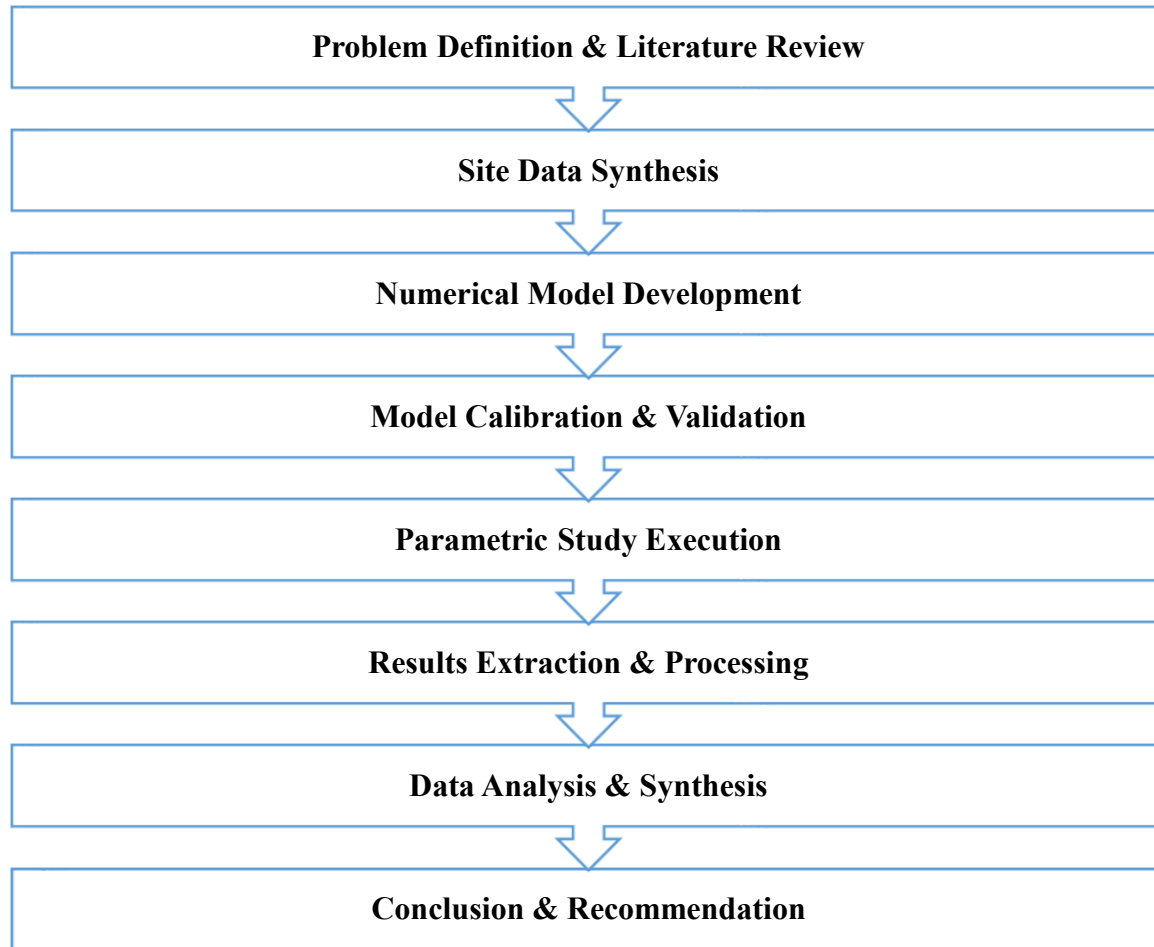 Problem Definition & Literature Review
Site Data Synthesis
Numerical Model Development
Model Calibration & Validation
Parametric Study Execution
Results Extraction & Processing
Data Analysis & Synthesis
Conclusion & Recommendation